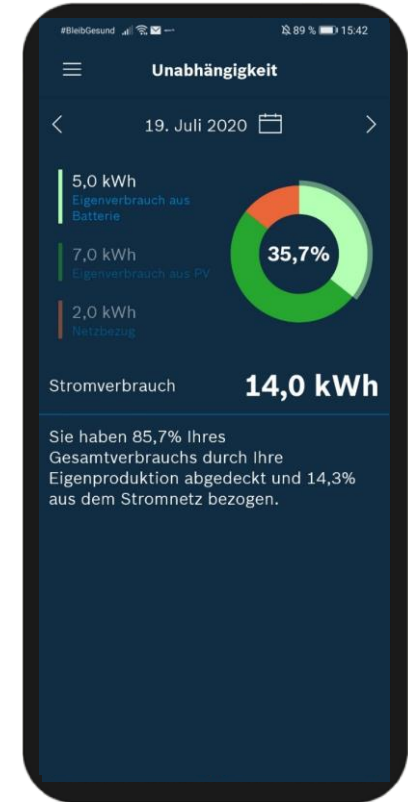 #BleibGesund 89 % 15:42
Unabhängigkeit
19. Juli 2020
5,0 kWh
Eigenverbrauch aus
Batterie
7,0 kWh
Eigenverbrauch aus PV
2,0 kWh
Netzbezug
35,7%
Stromverbrauch 14,0 kWh
Sie haben 85,7% Ihres
Gesamtverbrauchs durch Ihre
Eigenproduktion abgedeckt und 14,3%
aus dem Stromnetz bezogen.